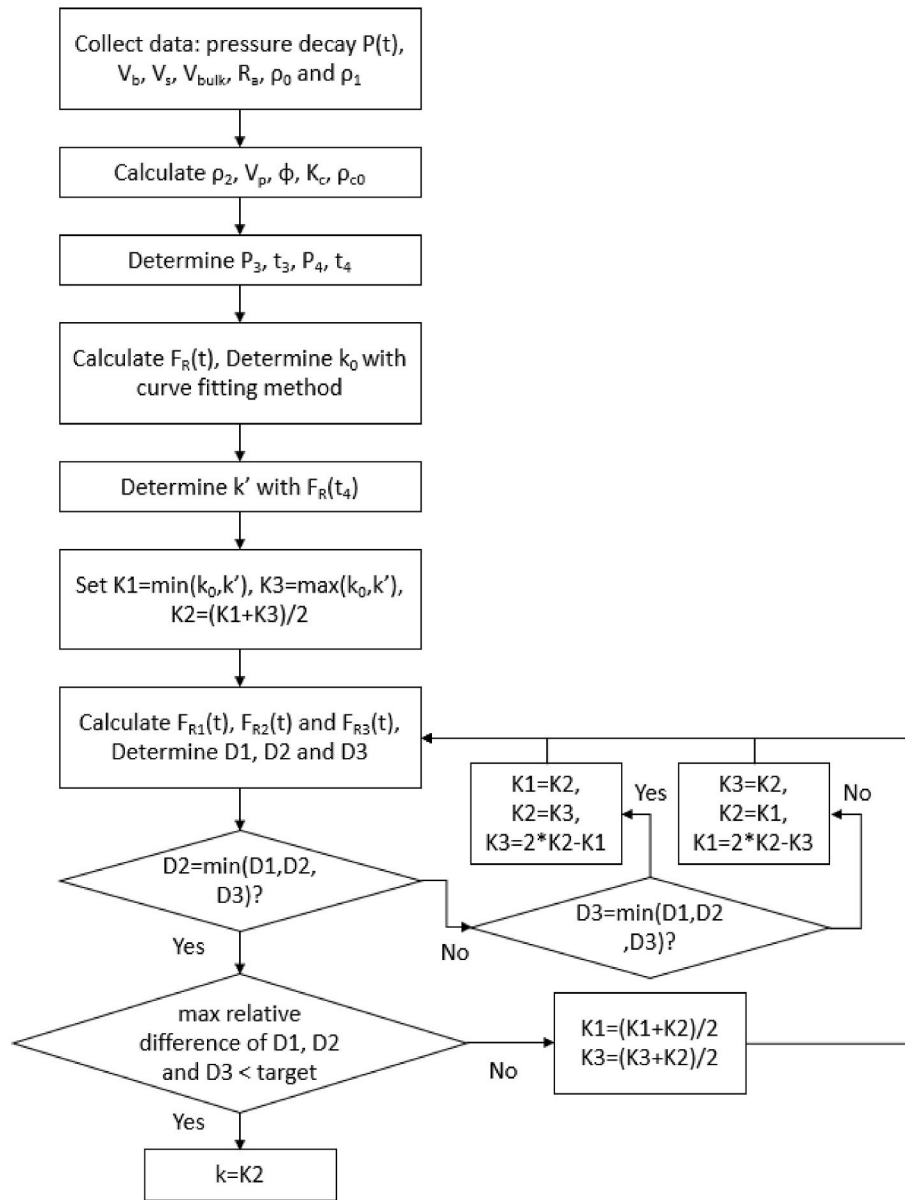 Collect data: pressure decay P(t),
V_b, V_s, V_bulk, R_a, ρ_0 and ρ_1
Calculate ρ_2, V_p, ϕ, K_c, ρ_c0
Determine P_3, t_3, P_4, t_4
Calculate F_R(t), Determine k_0 with
curve fitting method
Determine k’ with F_R(t_4)
Set K1=min(k_0,k’), K3=max(k_0,k’),
K2=(K1+K3)/2
Calculate F_R1(t), F_R2(t) and F_R3(t),
Determine D1, D2 and D3
D2=min(D1,D2,
D3)?
No
D3=min(D1,D2
,D3)?
Yes
K1=K2,
K2=K3,
K3=2*K2-K1
No
K3=K2,
K2=K1,
K1=2*K2-K3
Yes
max relative
difference of D1, D2
and D3 < target
No
K1=(K1+K2)/2
K3=(K3+K2)/2
Yes
k=K2